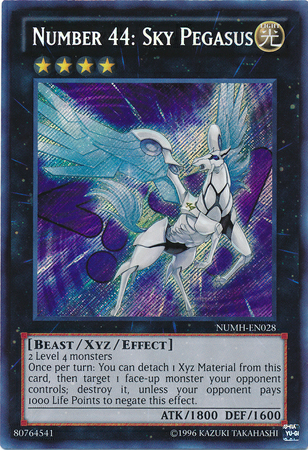 NUMBER 44: SKY PEGASUS
LIGHT
光
NUMH-EN028
[BEAST/XYZ/EFFECT]
2 Level 4 monsters
Once per turn: You can detach 1 Xyz Material from this
card, then target 1 face-up monster your opponent
controls; destroy it, unless your opponent pays
1000 Life Points to negate this effect.
ATK/1800 DEF/1600
80764541
©1996 KAZUKI TAKAHASHI